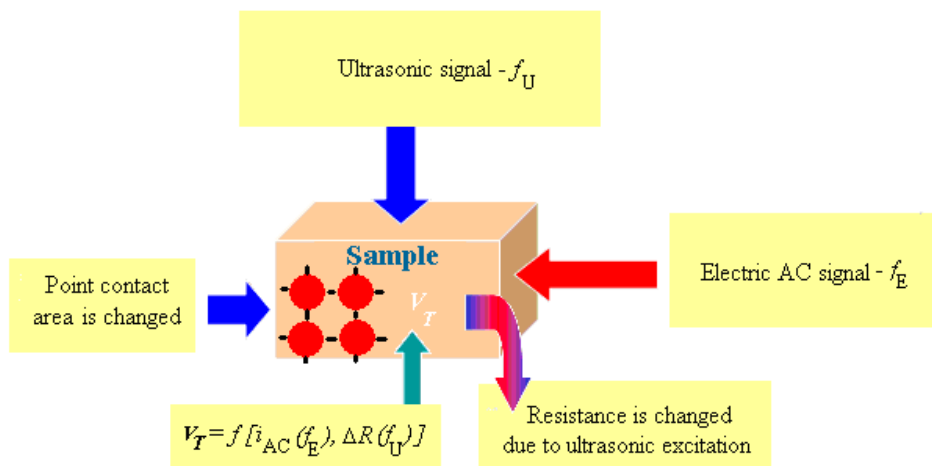 Ultrasonic signal - fU
Sample
Point contact
area is changed
VT
Electric AC signal - fE
VT = f [iAC(fE), ΔR(fU)]
Resistance is changed
due to ultrasonic excitation